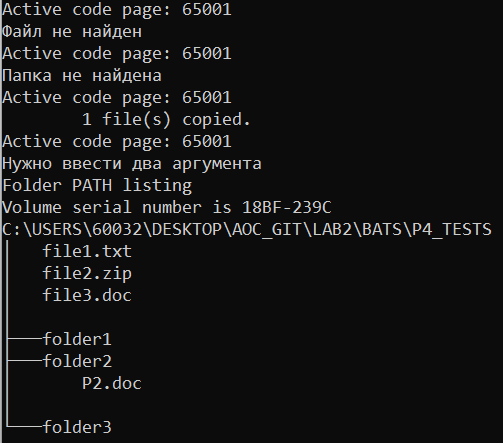 Active code page: 65001
Файл не найден
Active code page: 65001
Папка не найдена
Active code page: 65001
        1 file(s) copied.
Active code page: 65001
Нужно ввести два аргумента
Folder PATH listing
Volume serial number is 18BF-239C
C:\USERS\60032\DESKTOP\AOC_GIT\LAB2\BATS\P4_TESTS
│   file1.txt
│   file2.zip
│   file3.doc
│
├───folder1
├───folder2
│       P2.doc
│
└───folder3